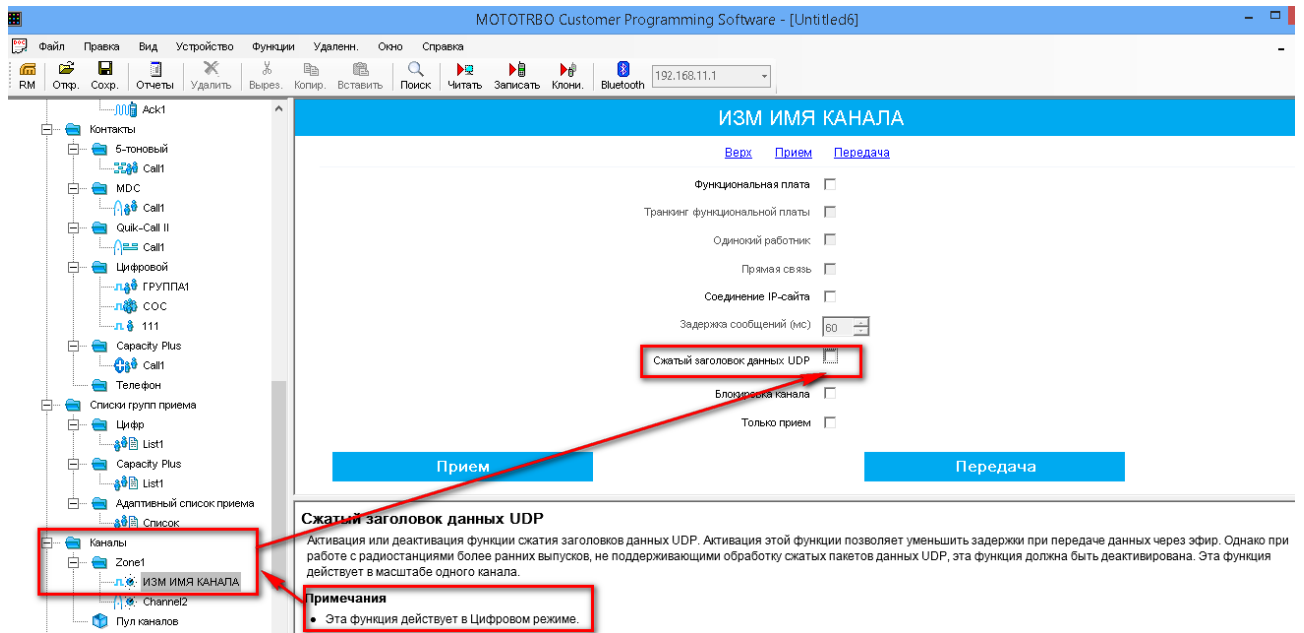 MOTOTRBO Customer Programming Software - [Untitled6]
Файл Правка Вид Устройство Функции Удаленн. Окно Справка
RM Откр. Сохр. Отчеты Удалить Вырез. Копир. Вставить Поиск Читать Записать Клони. Bluetooth 192.168.11.1
Ack1
Контакты
5-тоновый
Call1
MDC
Call1
Quik-Call II
Call1
Цифровой
ГРУППА1
СОС
111
Capacity Plus
Call1
Телефон
Списки групп приема
Цифр
List1
Capacity Plus
List1
Адаптивный список приема
Список
Каналы
Zone1
ИЗМ ИМЯ КАНАЛА
Channel2
Пул каналов
ИЗМ ИМЯ КАНАЛА
Верх Прием Передача
Функциональная плата
Транкинг функциональной платы
Одинокий работник
Прямая связь
Соединение IP-сайта
Задержка сообщений (мс) 60
Сжатый заголовок данных UDP
Блокировка канала
Только прием
Прием Передача
Сжатый заголовок данных UDP
Активация или деактивация функции сжатия заголовков данных UDP. Активация этой функции позволяет уменьшить задержки при передаче данных через эфир. Однако при
работе с радиостанциями более ранних выпусков, не поддерживающими обработку сжатых пакетов данных UDP, эта функция должна быть деактивирована. Эта функция
действует в масштабе одного канала.
Примечания
• Эта функция действует в Цифровом режиме.